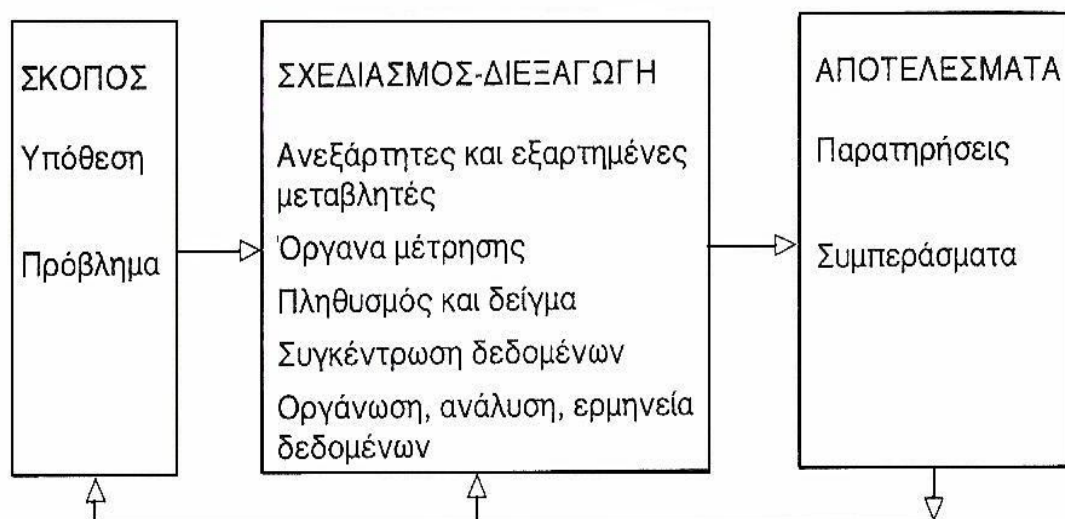 ΣΚΟΠΟΣ
Υπόθεση
Πρόβλημα
ΣΧΕΔΙΑΣΜΟΣ-ΔΙΕΞΑΓΩΓΗ
Ανεξάρτητες και εξαρτημένες
μεταβλητές
Όργανα μέτρησης
Πληθυσμός και δείγμα
Συγκέντρωση δεδομένων
Οργάνωση, ανάλυση, ερμηνεία
δεδομένων
ΑΠΟΤΕΛΕΣΜΑΤΑ
Παρατηρήσεις
Συμπεράσματα